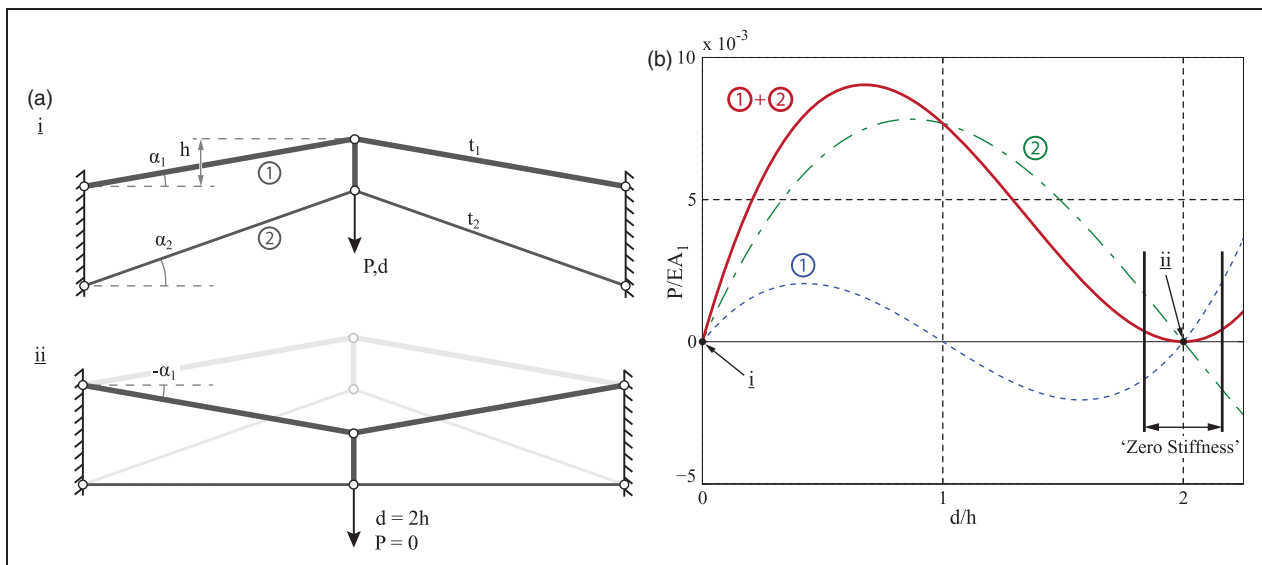 (a)
i
h
α1
1
t1
α2
2
t2
P,d
ii
-α1
d = 2h
P = 0
(b)
x 10⁻³
10
5
0
−5
P/EA1
1 + 2
2
1
i
ii
'Zero Stiffness'
0
1
2
d/h